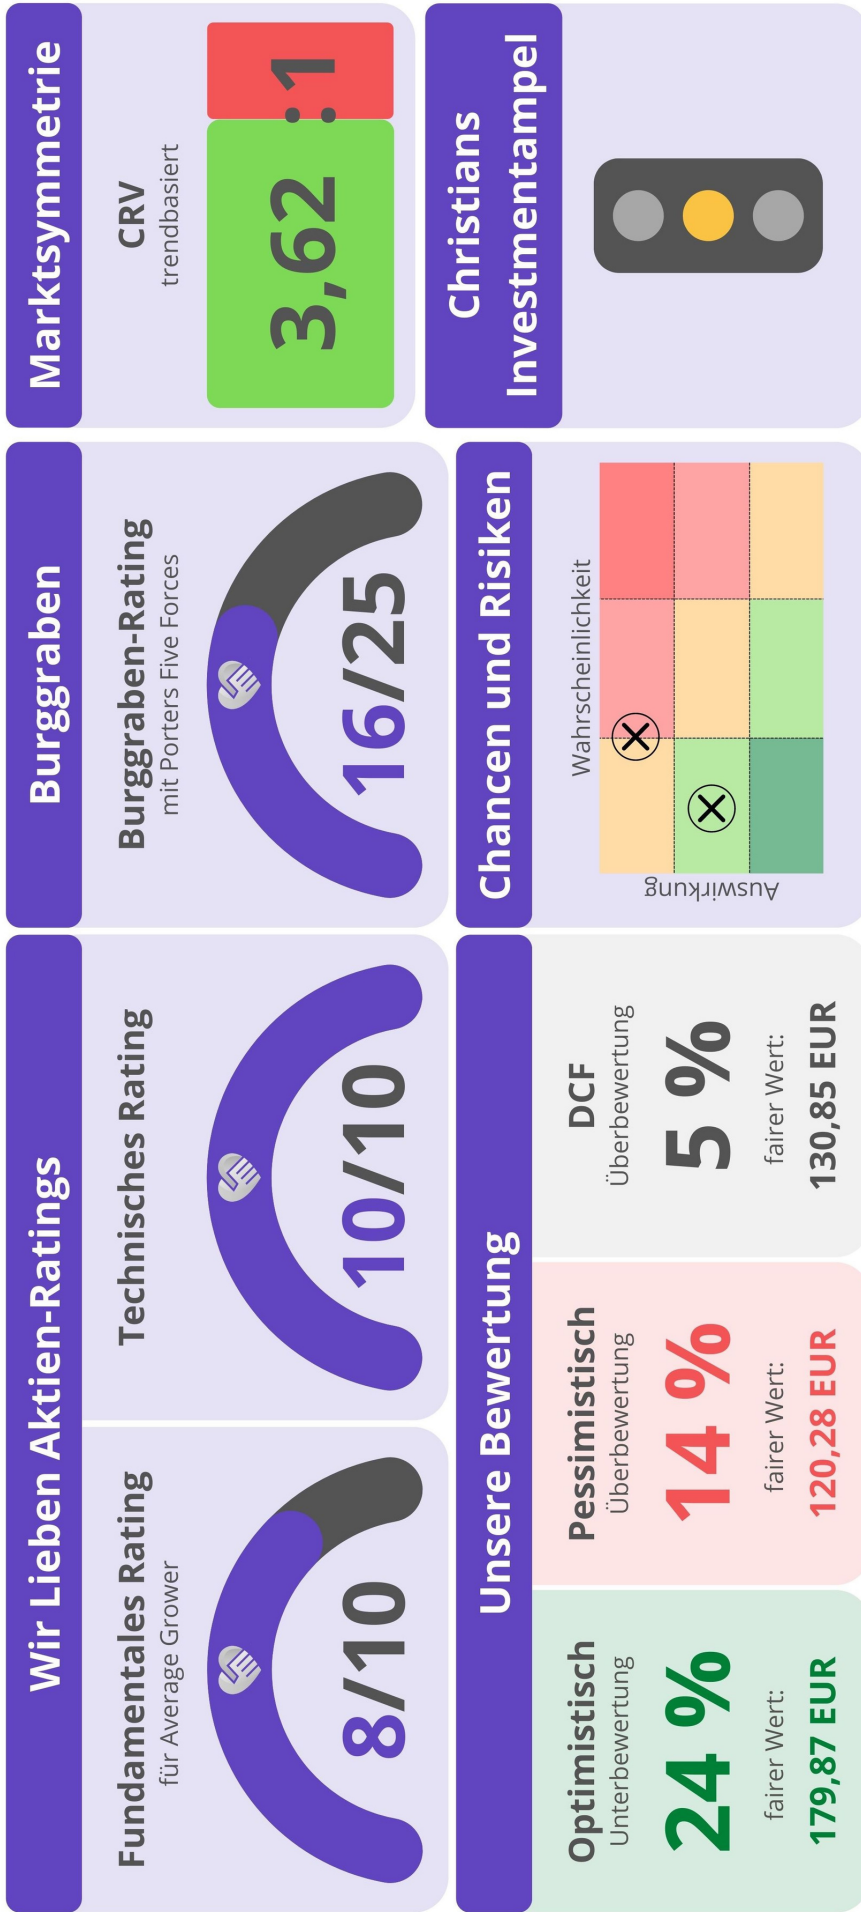 Wir Lieben Aktien-Ratings
Fundamentales Rating
für Average Grower
8/10
Technisches Rating
10/10
Burggraben
Burggraben-Rating
mit Porters Five Forces
16/25
Marktsymmetrie
CRV
trendbasiert
3,62 : 1
Unsere Bewertung
Optimistisch
Unterbewertung
24 %
fairer Wert:
179,87 EUR
Pessimistisch
Überbewertung
14 %
fairer Wert:
120,28 EUR
DCF
Überbewertung
5 %
fairer Wert:
130,85 EUR
Chancen und Risiken
Wahrscheinlichkeit
Auswirkung
Christians
Investmentampel